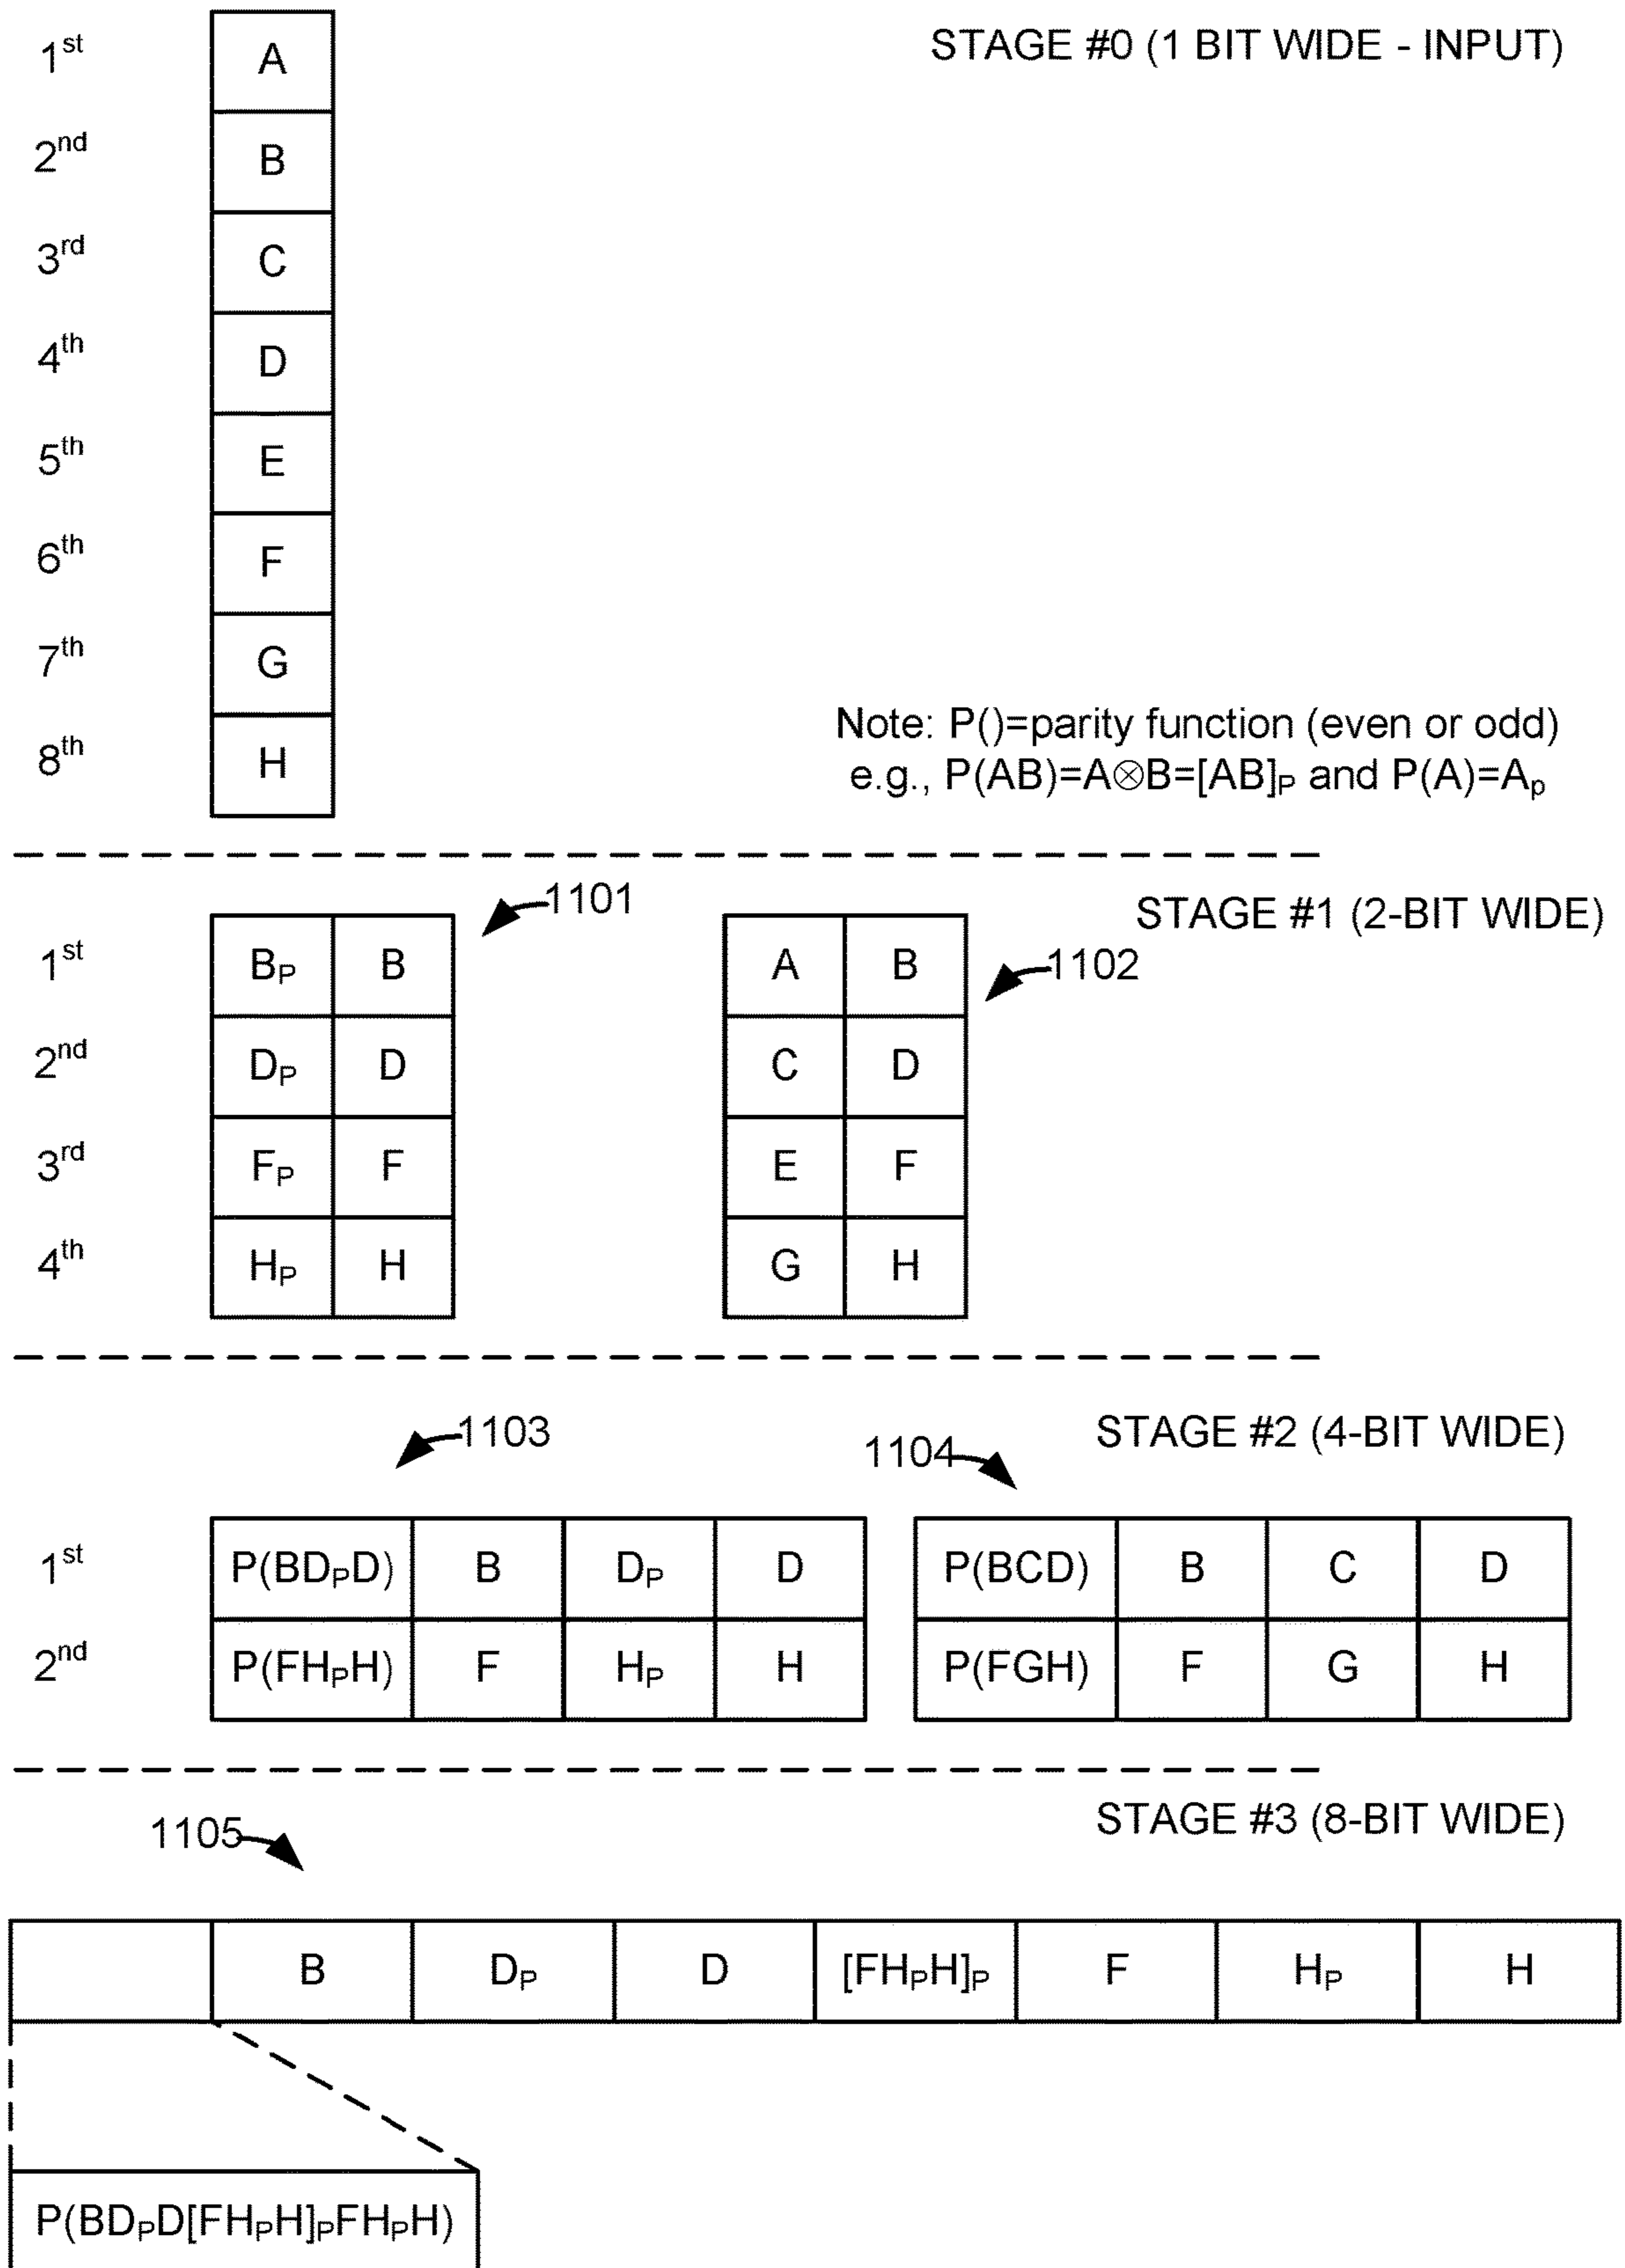 STAGE #0 (1 BIT WIDE - INPUT)
1st A
2nd B
3rd C
4th D
5th E
6th F
7th G
8th H
Note: P()=parity function (even or odd)
e.g., P(AB)=A⊗B=[AB]P and P(A)=Ap
1101
STAGE #1 (2-BIT WIDE)
1102
1st BP B A B
2nd DP D C D
3rd FP F E F
4th HP H G H
1103
1104
STAGE #2 (4-BIT WIDE)
1st P(BDPD) B DP D P(BCD) B C D
2nd P(FHPH) F HP H P(FGH) F G H
STAGE #3 (8-BIT WIDE)
1105
B DP D [FHPH]P F HP H
P(BDPD[FHPH]PFHPH)